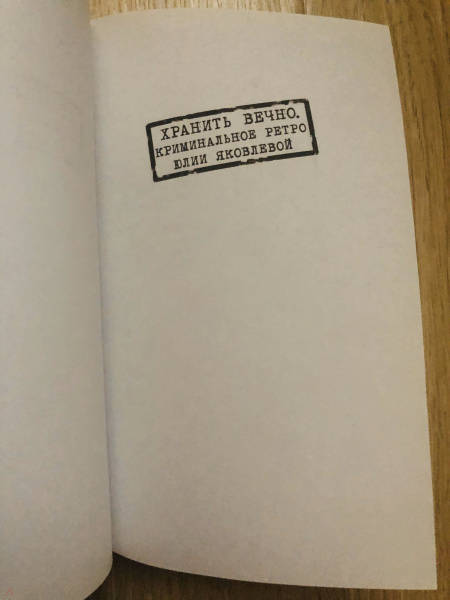 ХРАНИТЬ ВЕЧНО.
КРИМИНАЛЬНОЕ РЕТРО
ЮЛИИ ЯКОВЛЕВОЙ